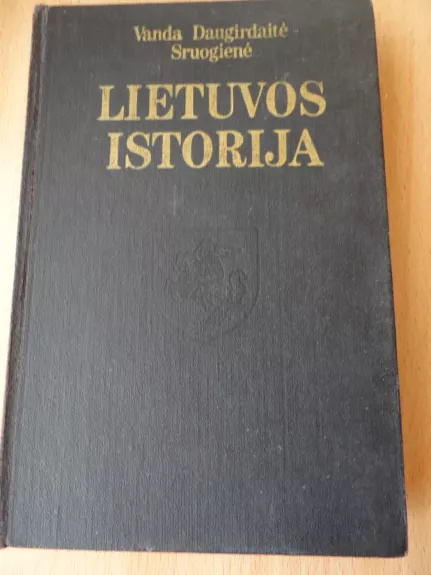 Vanda Daugirdaitė-
Sruogienė
LIETUVOS
ISTORIJA